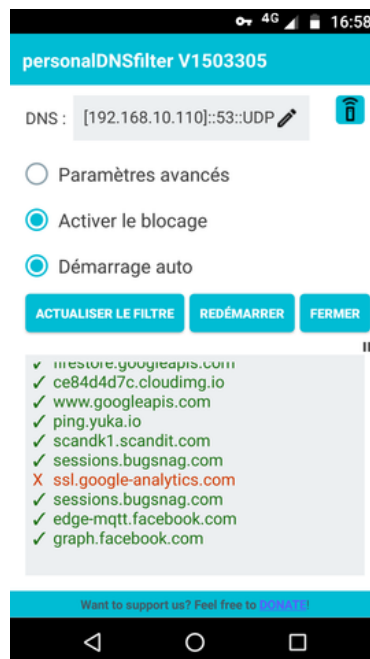 4G 16:58
personalDNSfilter V1503305
DNS : [192.168.10.110]::53::UDP
Paramètres avancés
Activer le blocage
Démarrage auto
ACTUALISER LE FILTRE REDÉMARRER FERMER
✓ firestore.googleapis.com
✓ ce84d4d7c.cloudimg.io
✓ www.googleapis.com
✓ ping.yuka.io
✓ scandk1.scandit.com
✓ sessions.bugsnag.com
X ssl.google-analytics.com
✓ sessions.bugsnag.com
✓ edge-mqtt.facebook.com
✓ graph.facebook.com
Want to support us? Feel free to DONATE!